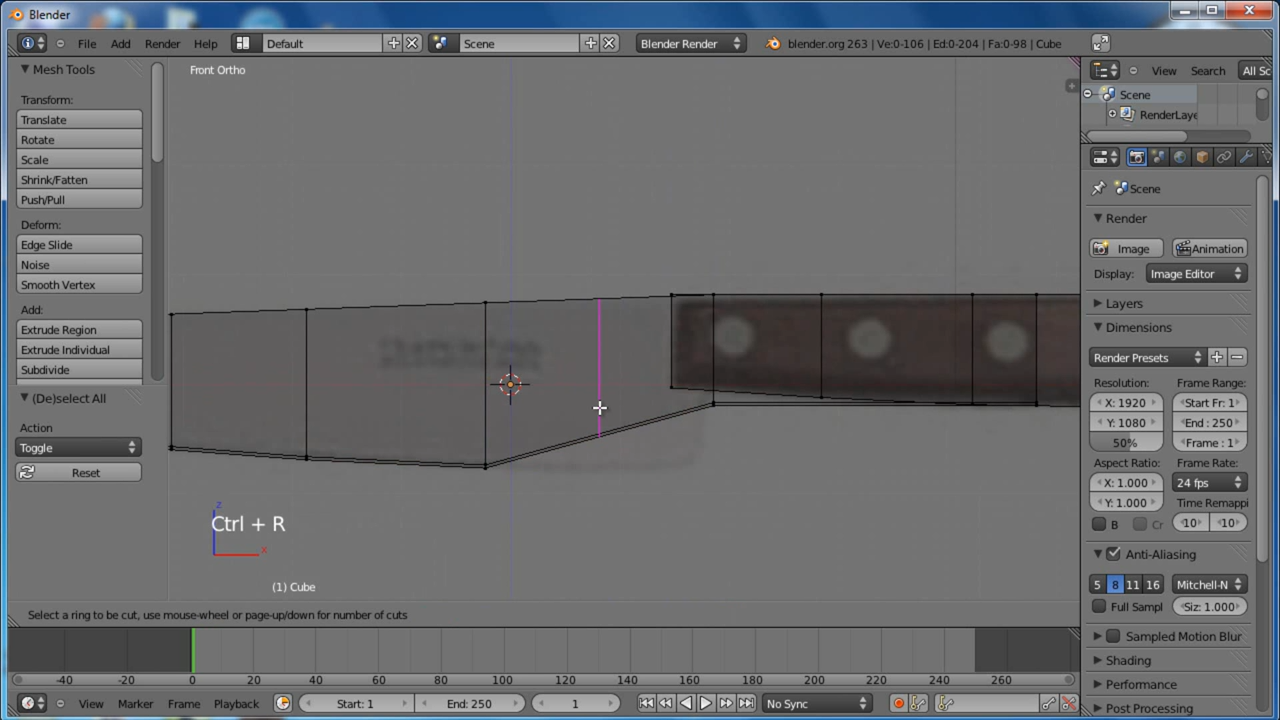 Blender
File Add Render Help Default Scene Blender Render blender.org 263 | Ve:0-106 | Ed:0-204 | Fa:0-98 | Cube
Mesh Tools
Transform:
Translate
Rotate
Scale
Shrink/Fatten
Push/Pull
Deform:
Edge Slide
Noise
Smooth Vertex
Add:
Extrude Region
Extrude Individual
Subdivide
(De)select All
Action
Toggle
Reset
Front Ortho
Ctrl + R
z
x
(1) Cube
Select a ring to be cut, use mouse-wheel or page-up/down for number of cuts
View Search All Sc
Scene
RenderLaye
Scene
Render
Image Animation
Display: Image Editor
Layers
Dimensions
Render Presets
Resolution: Frame Range:
X: 1920 Start Fr: 1
Y: 1080 End : 250
50% Frame : 1
Aspect Ratio: Frame Rate:
X: 1.000 24 fps
Y: 1.000 Time Remappi
B Cr 10 10
Anti-Aliasing
5 8 11 16 Mitchell-N
Full Sampl Siz: 1.000
Sampled Motion Blur
Shading
Performance
Post Processing
-40 -20 0 20 40 60 80 100 120 140 160 180 200 220 240 260
View Marker Frame Playback Start: 1 End: 250 1 No Sync